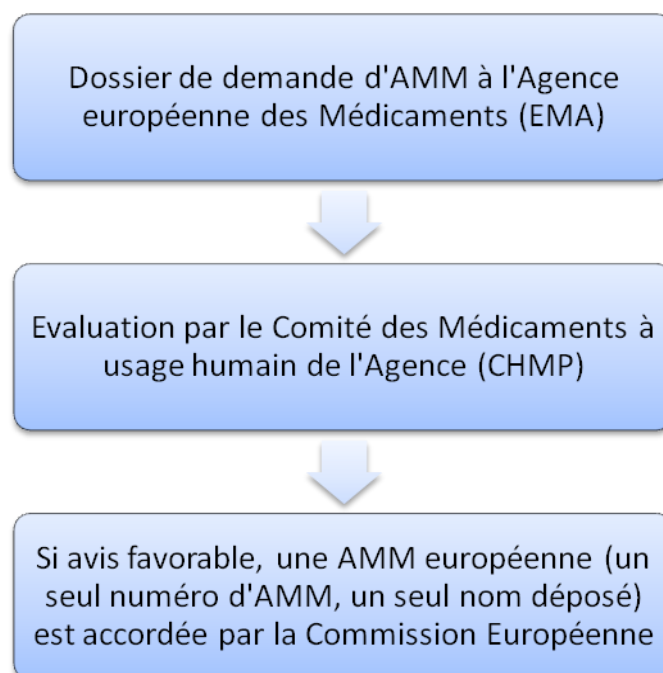 Dossier de demande d'AMM à l'Agence
européenne des Médicaments (EMA)
Evaluation par le Comité des Médicaments à
usage humain de l'Agence (CHMP)
Si avis favorable, une AMM européenne (un
seul numéro d'AMM, un seul nom déposé)
est accordée par la Commission Européenne